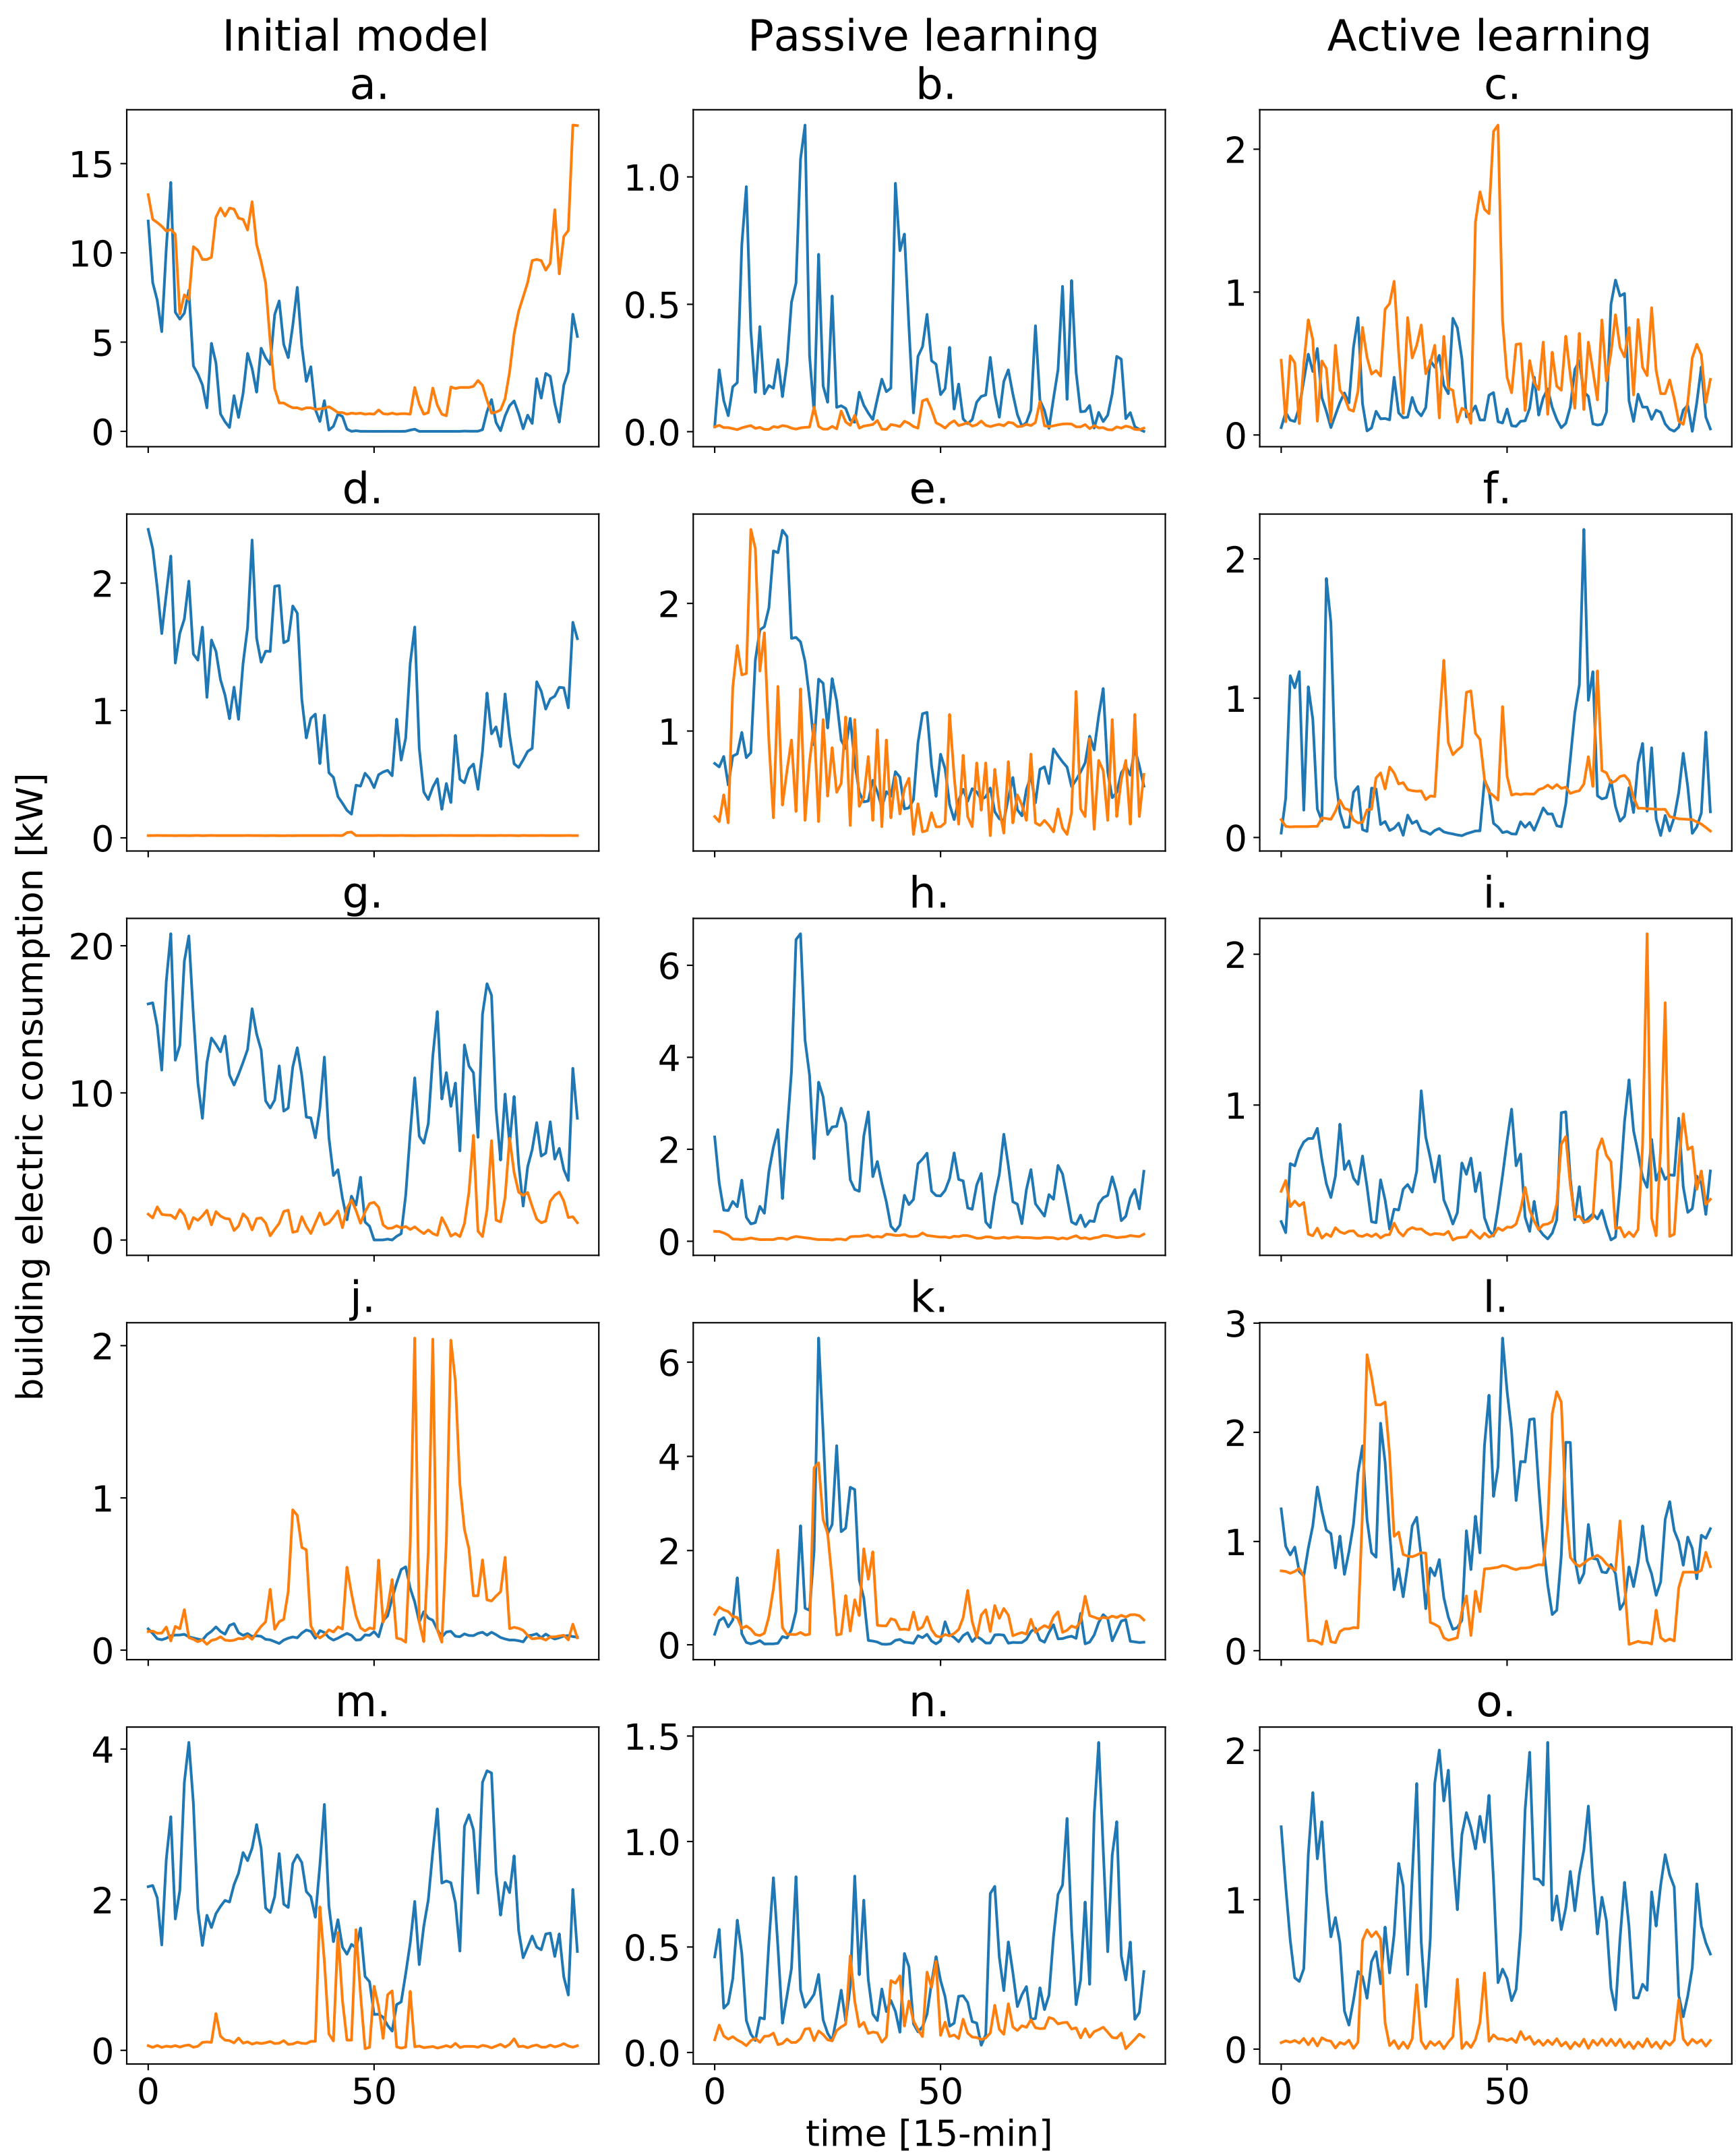 Initial model
Passive learning
Active learning
a.
b.
c.
15
10
5
0
1.0
0.5
0.0
2
1
0
d.
e.
f.
2
1
0
2
1
2
1
0
g.
h.
i.
20
10
0
6
4
2
0
2
1
j.
k.
l.
2
1
0
6
4
2
0
3
2
1
0
m.
n.
o.
4
2
0
1.5
1.0
0.5
0.0
2
1
0
0
50
0
50
0
50
building electric consumption [kW]
time [15-min]